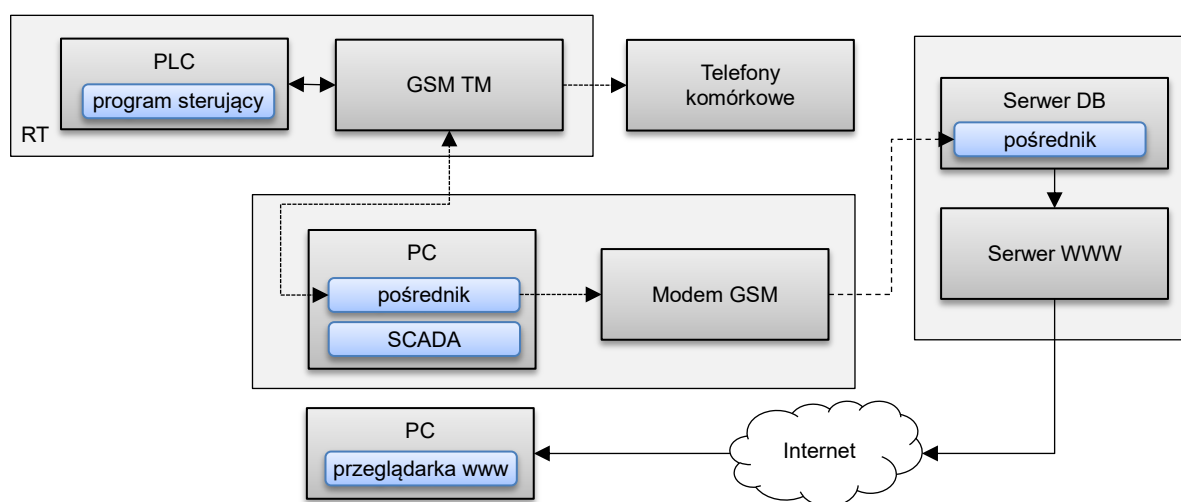 PLC
program sterujący
RT
GSM TM
Telefony
komórkowe
Serwer DB
pośrednik
Serwer WWW
PC
pośrednik
SCADA
Modem GSM
PC
przeglądarka www
Internet